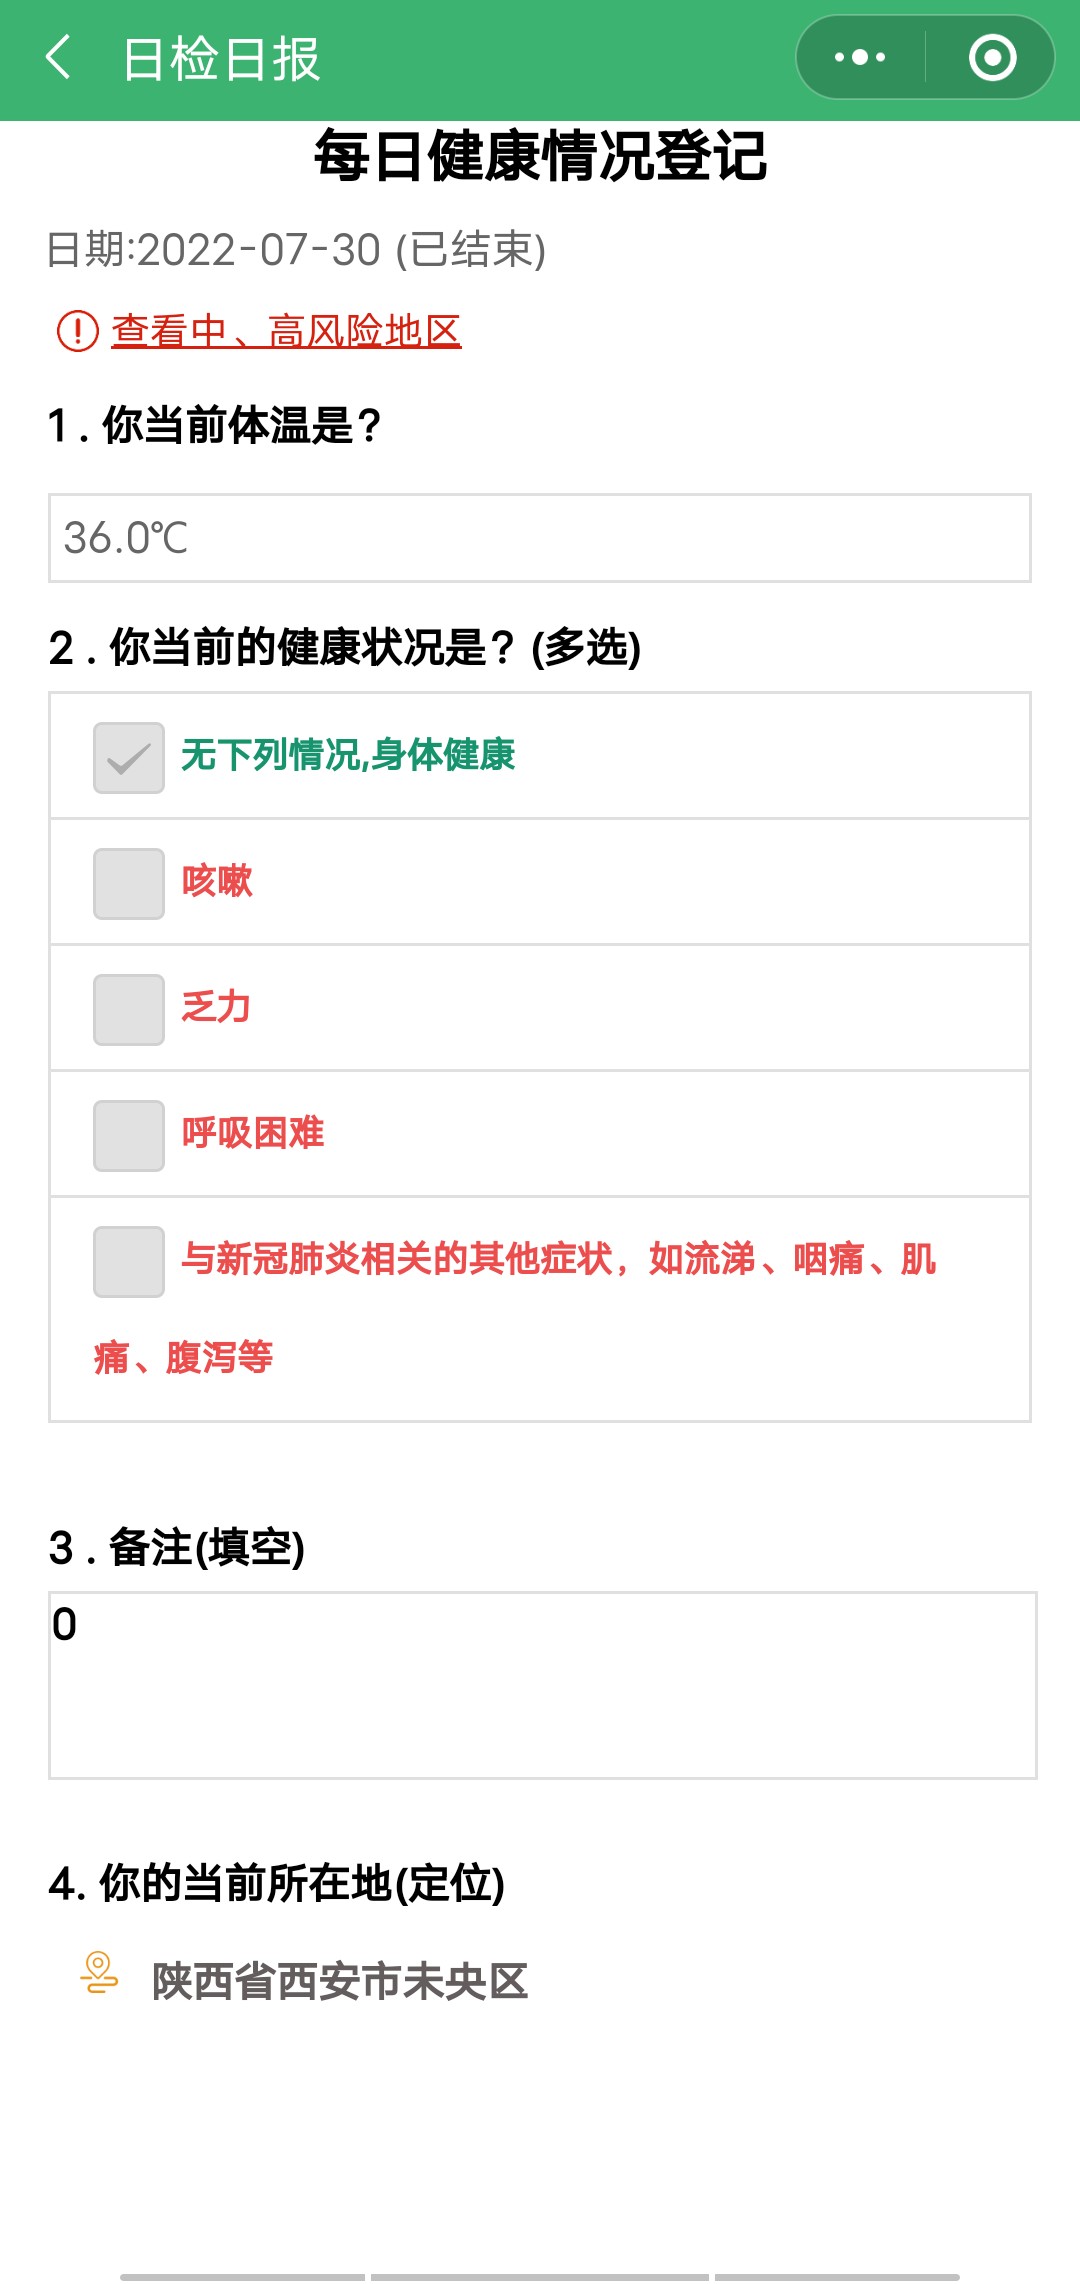 日检日报
每日健康情况登记
日期:2022-07-30 (已结束)
查看中、高风险地区
1 . 你当前体温是?
36.0℃
2 . 你当前的健康状况是? (多选)
无下列情况,身体健康
咳嗽
乏力
呼吸困难
与新冠肺炎相关的其他症状，如流涕、咽痛、肌
痛、腹泻等
3 . 备注(填空)
0
4. 你的当前所在地(定位)
陕西省西安市未央区